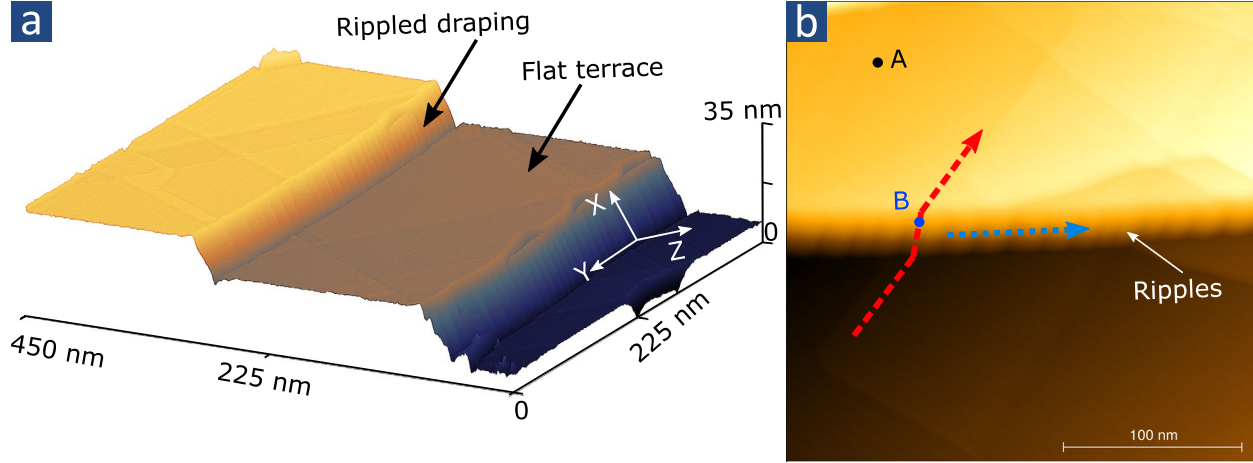 a
Rippled draping
Flat terrace
35 nm
0
X
Y
Z
450 nm
225 nm
0
225 nm
b
A
B
Ripples
100 nm